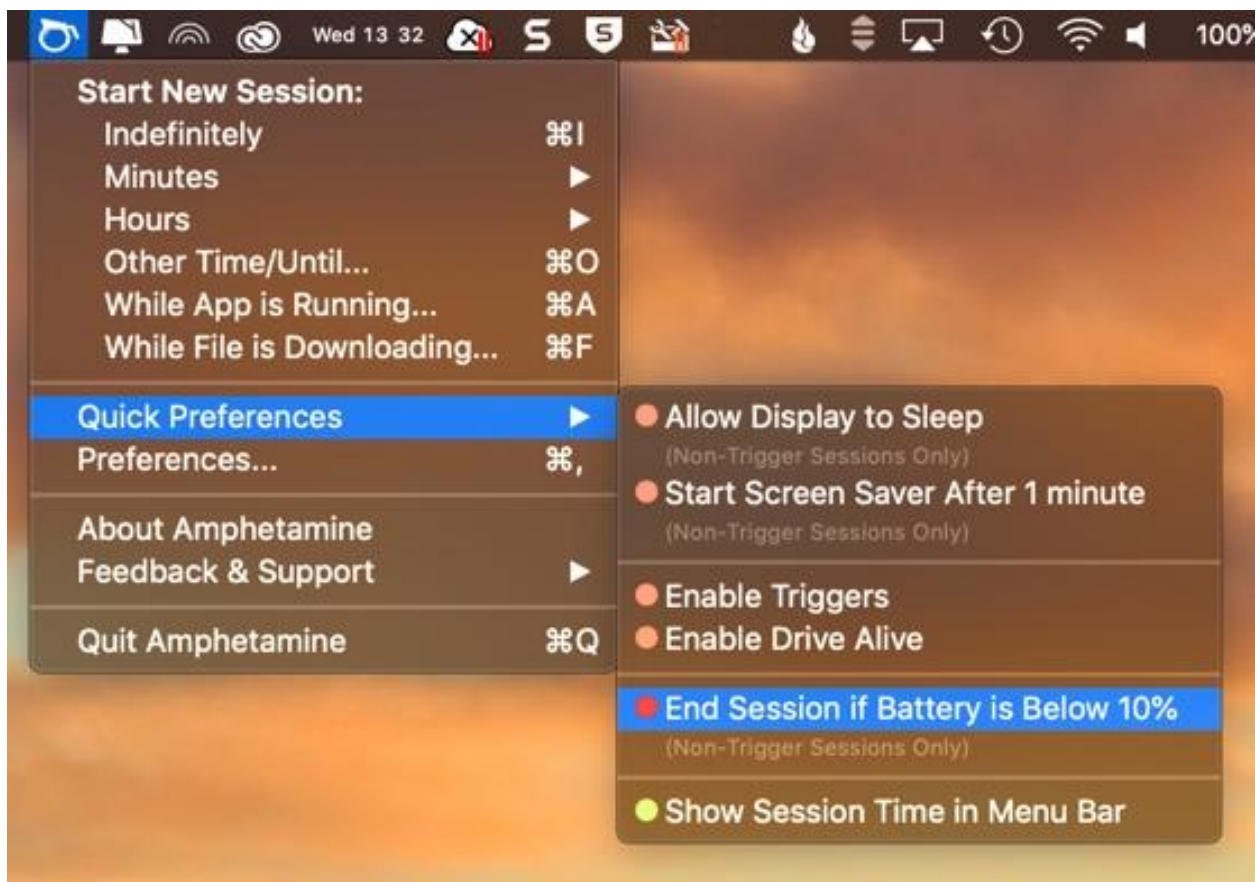 Wed 13 32
100%
Start New Session:
Indefinitely ⌘I
Minutes ▶
Hours ▶
Other Time/Until... ⌘O
While App is Running... ⌘A
While File is Downloading... ⌘F
Quick Preferences ▶
Preferences... ⌘,
About Amphetamine
Feedback & Support ▶
Quit Amphetamine ⌘Q
Allow Display to Sleep
(Non-Trigger Sessions Only)
Start Screen Saver After 1 minute
(Non-Trigger Sessions Only)
Enable Triggers
Enable Drive Alive
End Session if Battery is Below 10%
(Non-Trigger Sessions Only)
Show Session Time in Menu Bar